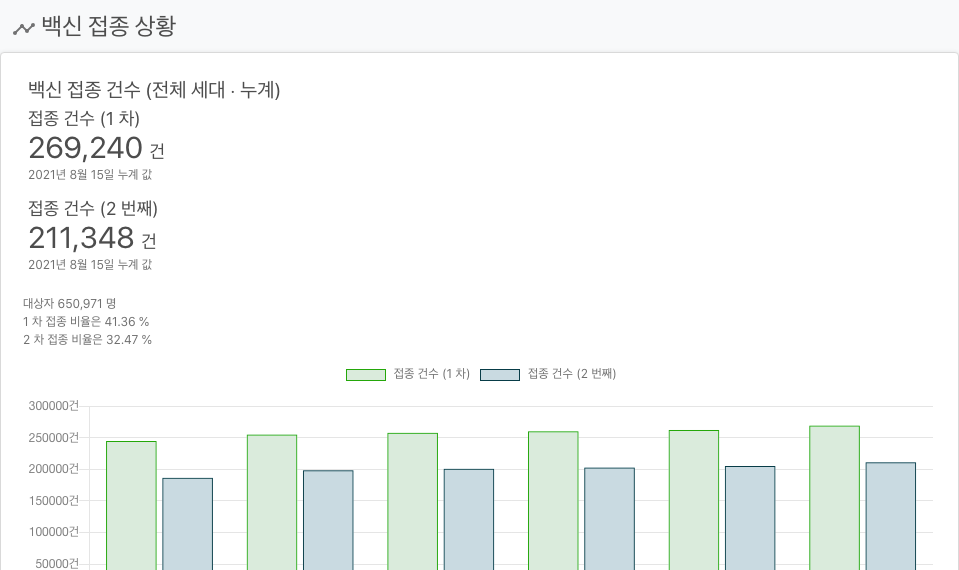 백신 접종 상황
백신 접종 건수 (전체 세대 · 누계)
접종 건수 (1 차)
269,240 건
2021년 8월 15일 누계 값
접종 건수 (2 번째)
211,348 건
2021년 8월 15일 누계 값
대상자 650,971 명
1 차 접종 비율은 41.36 %
2 차 접종 비율은 32.47 %
접종 건수 (1 차) 접종 건수 (2 번째)
300000건
250000건
200000건
150000건
100000건
50000건